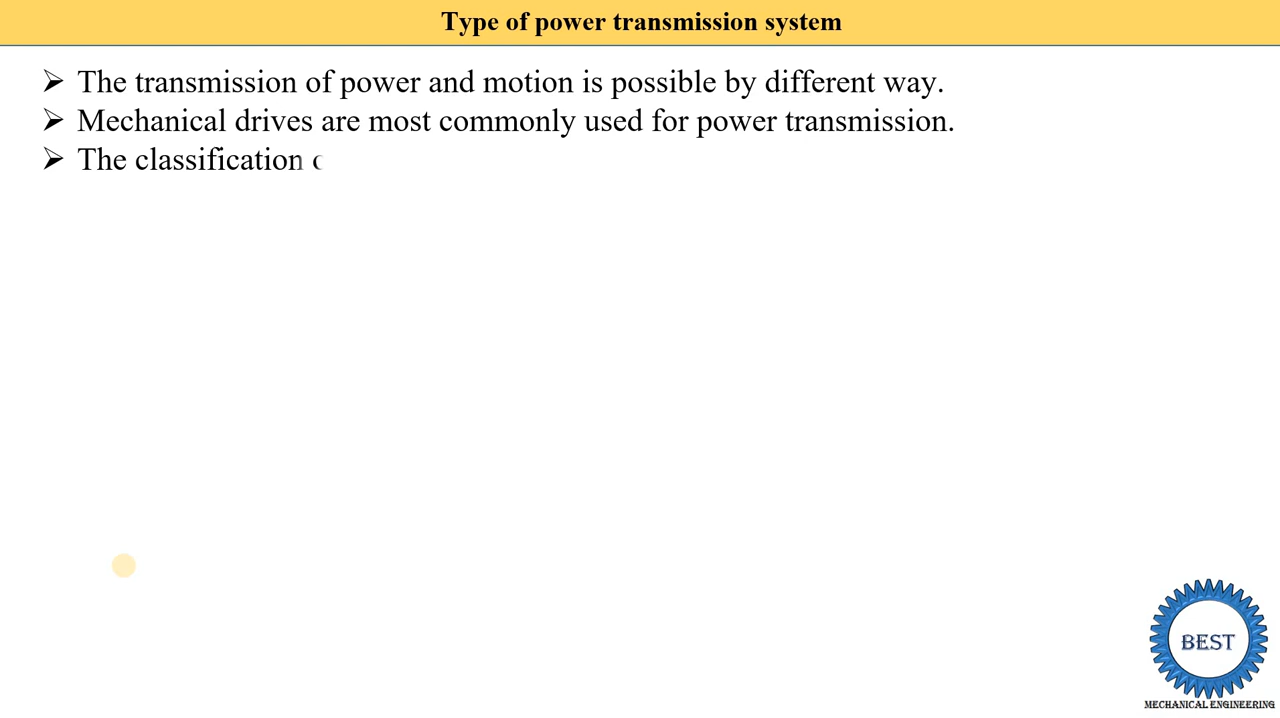 Type of power transmission system
➢ The transmission of power and motion is possible by different way.
➢ Mechanical drives are most commonly used for power transmission.
➢ The classification
BEST
MECHANICAL ENGINEERING